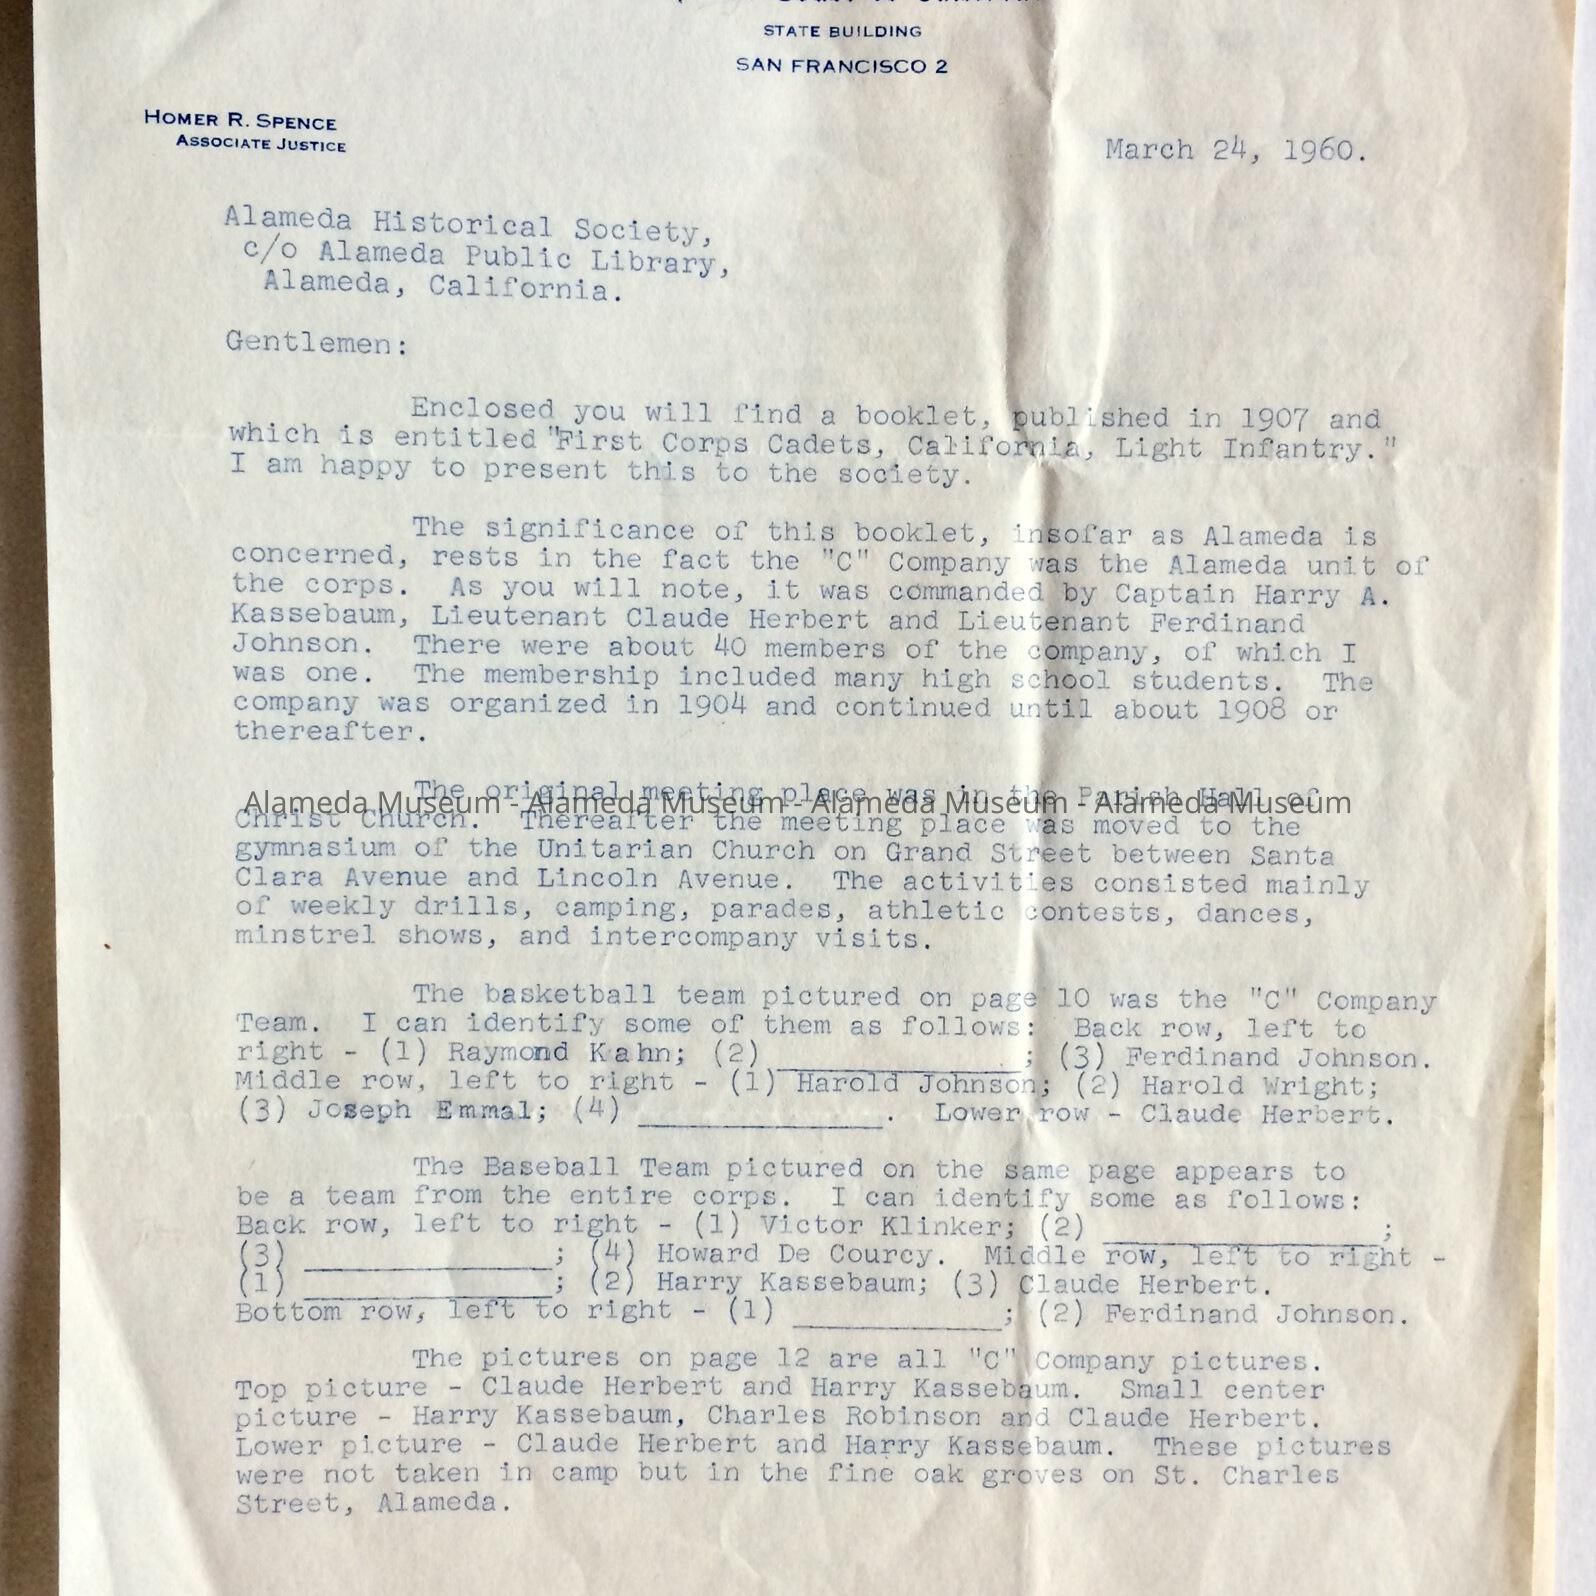 STATE BUILDING
SAN FRANCISCO 2
HOMER R. SPENCE
ASSOCIATE JUSTICE
March 24, 1960.
Alameda Historical Society,
c/o Alameda Public Library,
Alameda, California.
Gentlemen:
Enclosed you will find a booklet, published in 1907 and
which is entitled "First Corps Cadets, California, Light Infantry."
I am happy to present this to the society.
The significance of this booklet, insofar as Alameda is
concerned, rests in the fact the "C" Company was the Alameda unit of
the corps. As you will note, it was commanded by Captain Harry A.
Kassebaum, Lieutenant Claude Herbert and Lieutenant Ferdinand
Johnson. There were about 40 members of the company, of which I
was one. The membership included many high school students. The
company was organized in 1904 and continued until about 1908 or
thereafter.
The original meeting place was in the Parish Hall of
Alameda Museum - Alameda Museum - Alameda Museum - Alameda Museum
Christ Church. Thereafter the meeting place was moved to the
gymnasium of the Unitarian Church on Grand Street between Santa
Clara Avenue and Lincoln Avenue. The activities consisted mainly
of weekly drills, camping, parades, athletic contests, dances,
minstrel shows, and intercompany visits.
The basketball team pictured on page 10 was the "C" Company
Team. I can identify some of them as follows: Back row, left to
right - (1) Raymond Kahn; (2) ______________; (3) Ferdinand Johnson.
Middle row, left to right - (1) Harold Johnson; (2) Harold Wright;
(3) Joseph Emmal; (4) ______________. Lower row - Claude Herbert.
The Baseball Team pictured on the same page appears to
be a team from the entire corps. I can identify some as follows:
Back row, left to right - (1) Victor Klinker; (2) ______________;
(3) ______________; (4) Howard De Courcy. Middle row, left to right -
(1) ______________; (2) Harry Kassebaum; (3) Claude Herbert.
Bottom row, left to right - (1) ____________; (2) Ferdinand Johnson.
The pictures on page 12 are all "C" Company pictures.
Top picture - Claude Herbert and Harry Kassebaum. Small center
picture - Harry Kassebaum, Charles Robinson and Claude Herbert.
Lower picture - Claude Herbert and Harry Kassebaum. These pictures
were not taken in camp but in the fine oak groves on St. Charles
Street, Alameda.